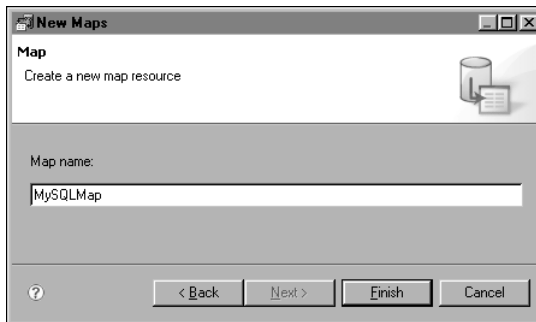 New Maps
Map
Create a new map resource
Map name:
MySQLMap
?
< Back Next > Finish Cancel